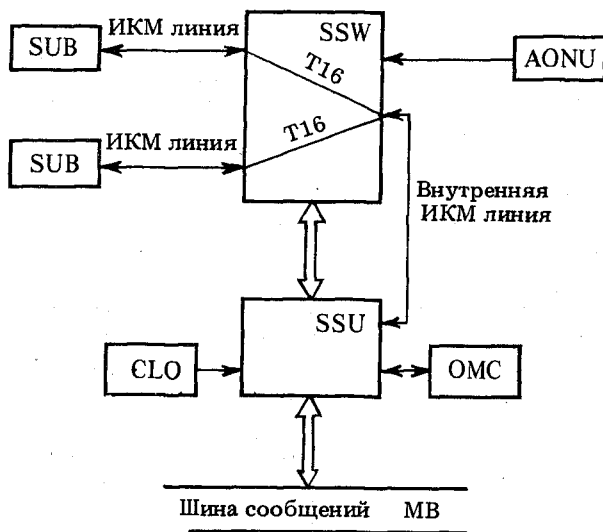 SUB
ИКМ линия
SSW
T16
AONU
SUB
ИКМ линия
T16
Внутренняя
ИКМ линия
SSU
CLO
OMC
Шина сообщений MB